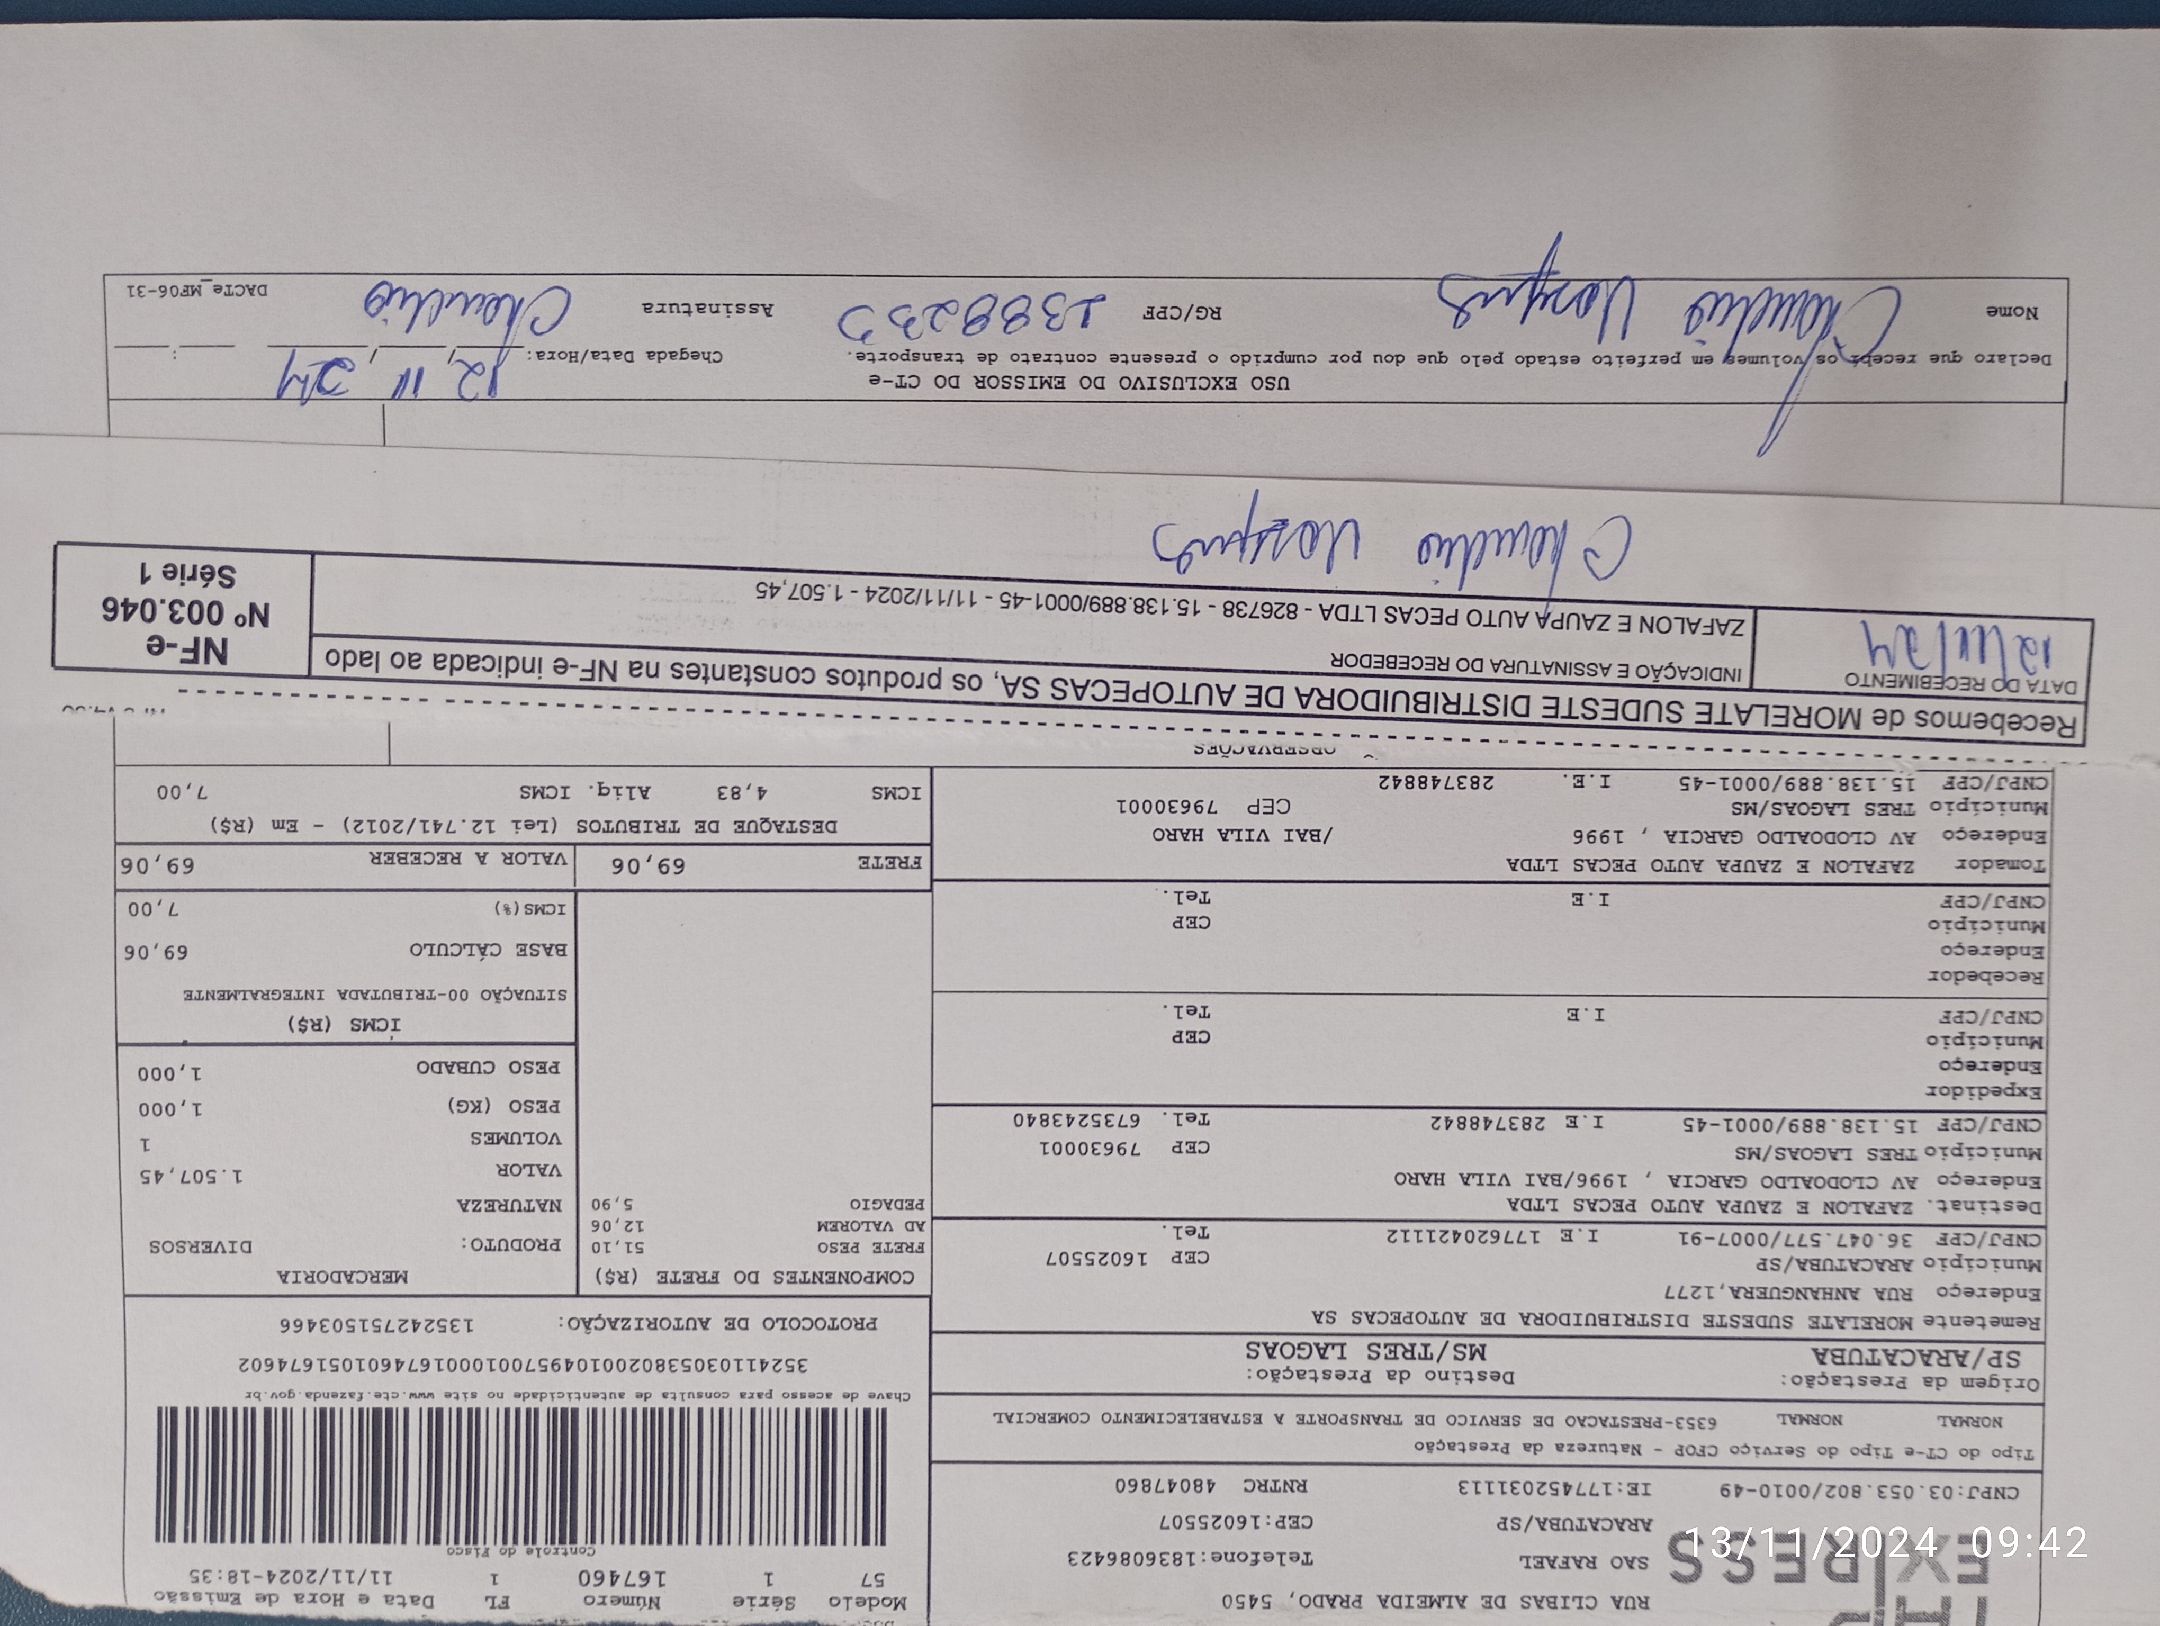 EXPRESS
RUA CLIBAS DE ALMEIDA PRADO, 5450
SAO RAFAEL Telefone:1836086423
ARACATUBA/SP CEP:16025507
CNPJ:03.053.802/0010-49 IE:177452031113 RNTRC 48047860
Modelo Série Número FL Data e Hora de Emissão
57 1 167460 1 11/11/2024-18:35
Controle do Fisco
Chave de acesso para consulta de autenticidade no site www.cte.fazenda.gov.br
35241103053802001049570010001674601051674602
PROTOCOLO DE AUTORIZAÇÃO: 135242751503466
Tipo do CT-e Tipo do Serviço CFOP - Natureza da Prestação
NORMAL NORMAL 6353-PRESTACAO DE SERVICO DE TRANSPORTE A ESTABELECIMENTO COMERCIAL
Origem da Prestação: Destino da Prestação:
SP/ARACATUBA MS/TRES LAGOAS
Remetente MORELATE SUDESTE DISTRIBUIDORA DE AUTOPECAS SA
Endereço RUA ANHANGUERA,1277
Município ARACATUBA/SP CEP 16025507
CNPJ/CPF 36.047.577/0007-91 I.E 177620421112 Tel.
Destinat. ZAFALON E ZAUPA AUTO PECAS LTDA
Endereço AV CLODOALDO GARCIA , 1996/BAI VILA HARO
Município TRES LAGOAS/MS CEP 79630001
CNPJ/CPF 15.138.889/0001-45 I.E 283748842 Tel. 6735243840
Expedidor
Endereço
Município CEP
CNPJ/CPF I.E Tel.
Recebedor
Endereço
Município CEP
CNPJ/CPF I.E Tel.
Tomador ZAFALON E ZAUPA AUTO PECAS LTDA
Endereço AV CLODOALDO GARCIA , 1996 /BAI VILA HARO
Município TRES LAGOAS/MS CEP 79630001
CNPJ/CPF 15.138.889/0001-45 I.E. 283748842
OBSERVAÇÕES
COMPONENTES DO FRETE (R$)
FRETE PESO 51,10
AD VALOREM 12,06
PEDAGIO 5,90
MERCADORIA
PRODUTO: DIVERSOS
NATUREZA
VALOR 1.507,45
VOLUMES 1
PESO (KG) 1,000
PESO CUBADO 1,000
ICMS (R$)
SITUAÇÃO 00-TRIBUTADA INTEGRALMENTE
BASE CÁLCULO 69,06
ICMS(%) 7,00
FRETE 69,06 VALOR A RECEBER 69,06
DESTAQUE DE TRIBUTOS (Lei 12.741/2012) - Em (R$)
ICMS 4,83 Aliq. ICMS 7,00
Recebemos de MORELATE SUDESTE DISTRIBUIDORA DE AUTOPECAS SA, os produtos constantes na NF-e indicada ao lado
DATA DO RECEBIMENTO
12/11/24
INDICAÇÃO E ASSINATURA DO RECEBEDOR
ZAFALON E ZAUPA AUTO PECAS LTDA - 826738 - 15.138.889/0001-45 - 11/11/2024 - 1.507,45
NF-e
Nº 003.046
Série 1
Claudio
USO EXCLUSIVO DO EMISSOR DO CT-e
Declaro que recebi os volumes em perfeito estado pelo que dou por cumprido o presente contrato de transporte.
Chegada Data/Hora: 12 / 11 / 24 :
Nome Claudio RG/CPF Assinatura Claudio
DACTe_MF06-31
13/11/2024 09:42